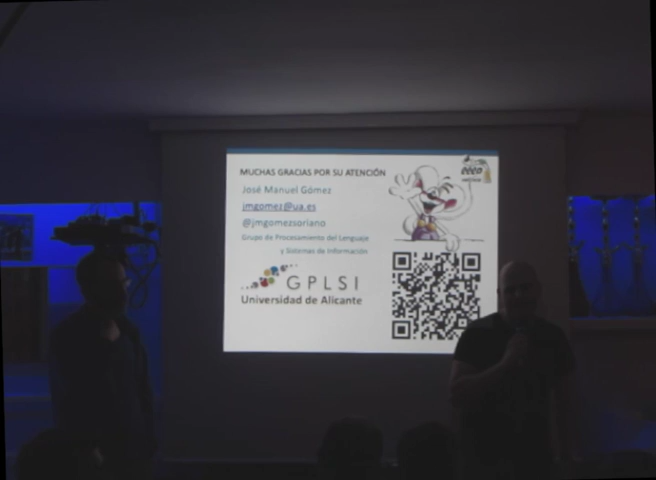 MUCHAS GRACIAS POR SU ATENCIÓN
José Manuel Gómez
jmgomez@ua.es
@jmgomezsoriano
Grupo de Procesamiento del Lenguaje
y Sistemas de Información
GPLSI
Universidad de Alicante